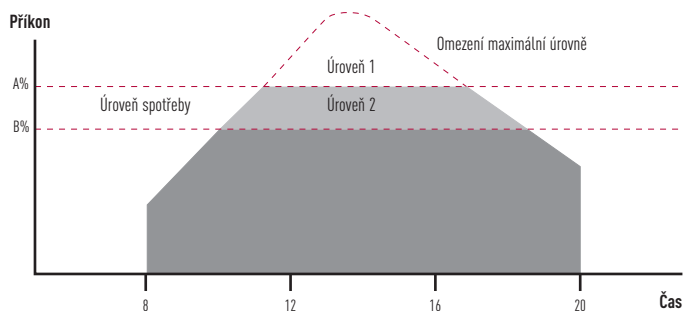 Příkon
Omezení maximální úrovně
Úroveň 1
A%
Úroveň spotřeby
Úroveň 2
B%
8
12
16
20
Čas